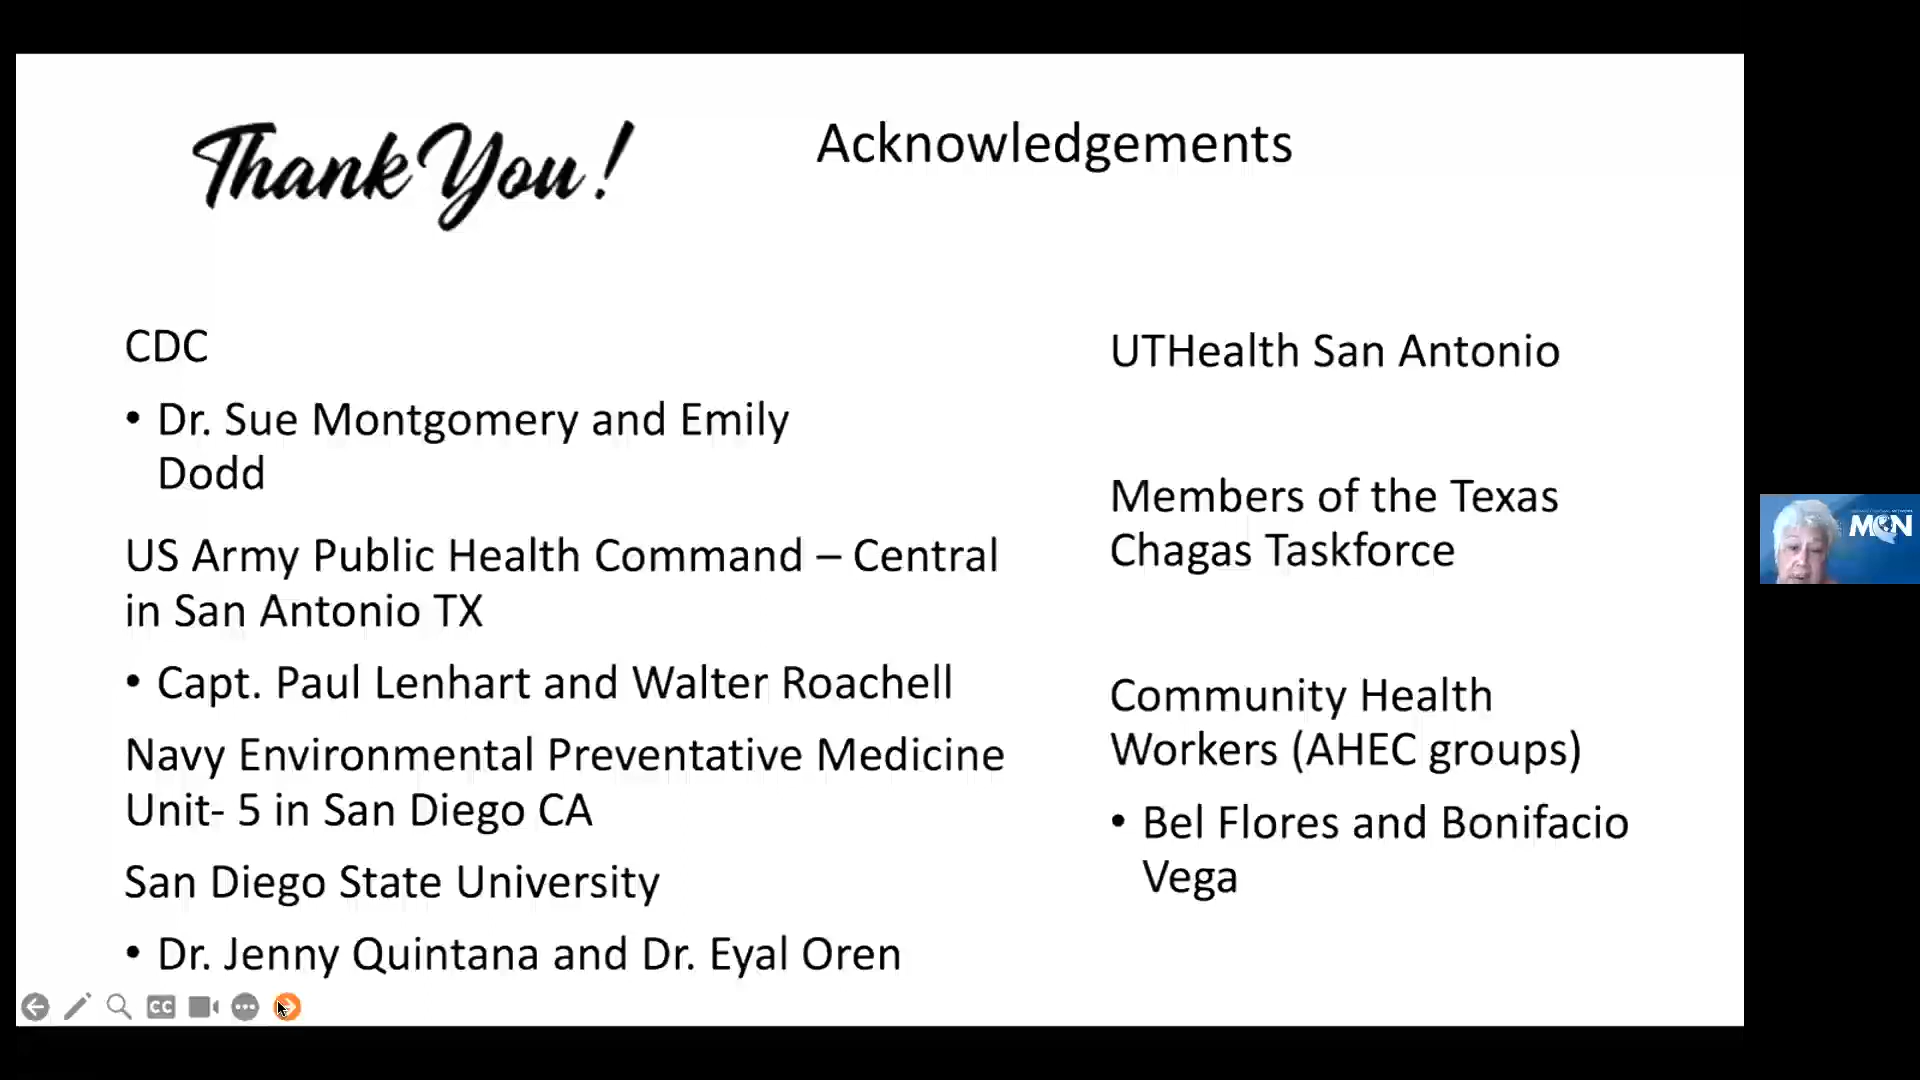 Thank You!
Acknowledgements
CDC
• Dr. Sue Montgomery and Emily
Dodd
US Army Public Health Command – Central
in San Antonio TX
• Capt. Paul Lenhart and Walter Roachell
Navy Environmental Preventative Medicine
Unit- 5 in San Diego CA
San Diego State University
• Dr. Jenny Quintana and Dr. Eyal Oren
UTHealth San Antonio
Members of the Texas
Chagas Taskforce
Community Health
Workers (AHEC groups)
• Bel Flores and Bonifacio
Vega
CC
MCN